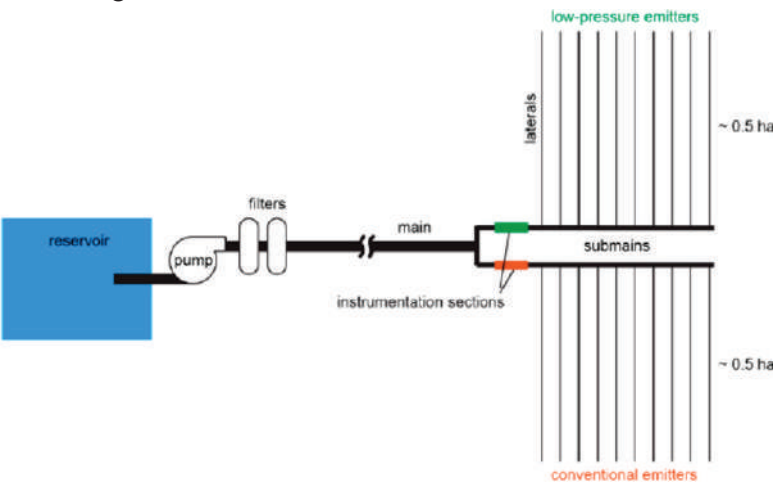 low-pressure emitters
laterals
~ 0.5 ha
filters
main
reservoir
submains
pump
instrumentation sections
~ 0.5 ha
conventional emitters